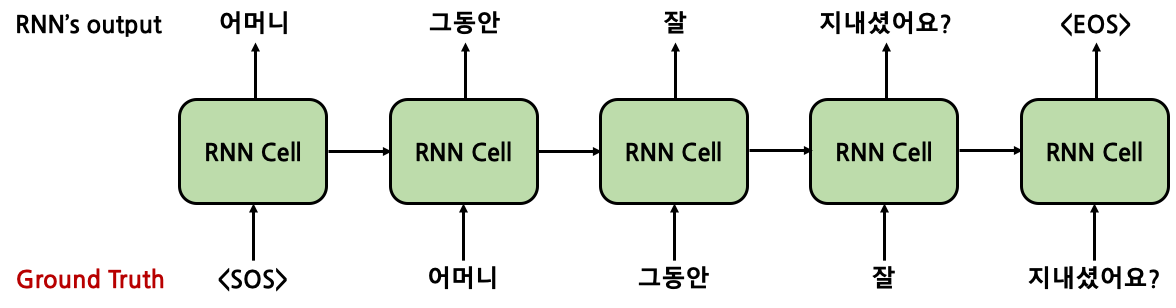 RNN's output 어머니 그동안 잘 지내셨어요? <EOS>
RNN Cell RNN Cell RNN Cell RNN Cell RNN Cell
Ground Truth <SOS> 어머니 그동안 잘 지내셨어요?